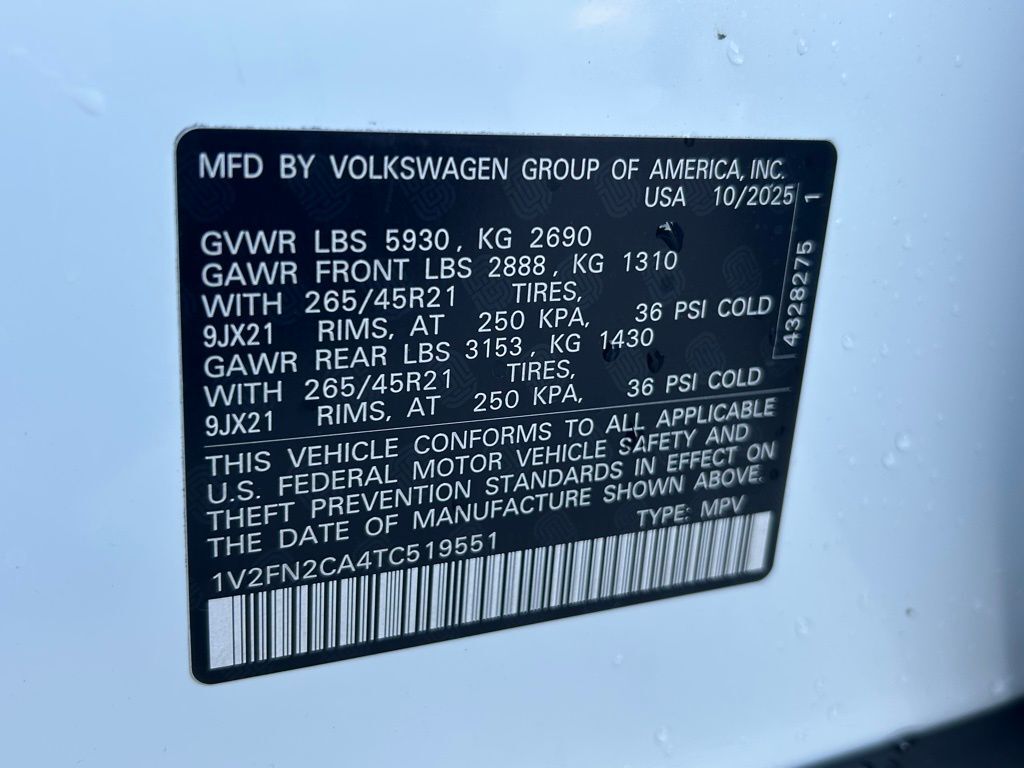 MFD BY VOLKSWAGEN GROUP OF AMERICA, INC.
USA 10/2025
GVWR LBS 5930, KG 2690
GAWR FRONT LBS 2888, KG 1310
WITH 265/45R21 TIRES,
9JX21 RIMS, AT 250 KPA, 36 PSI COLD
GAWR REAR LBS 3153, KG 1430
WITH 265/45R21 TIRES,
9JX21 RIMS, AT 250 KPA, 36 PSI COLD
4328275 1
THIS VEHICLE CONFORMS TO ALL APPLICABLE
U.S. FEDERAL MOTOR VEHICLE SAFETY AND
THEFT PREVENTION STANDARDS IN EFFECT ON
THE DATE OF MANUFACTURE SHOWN ABOVE.
1V2FN2CA4TC519551 TYPE: MPV